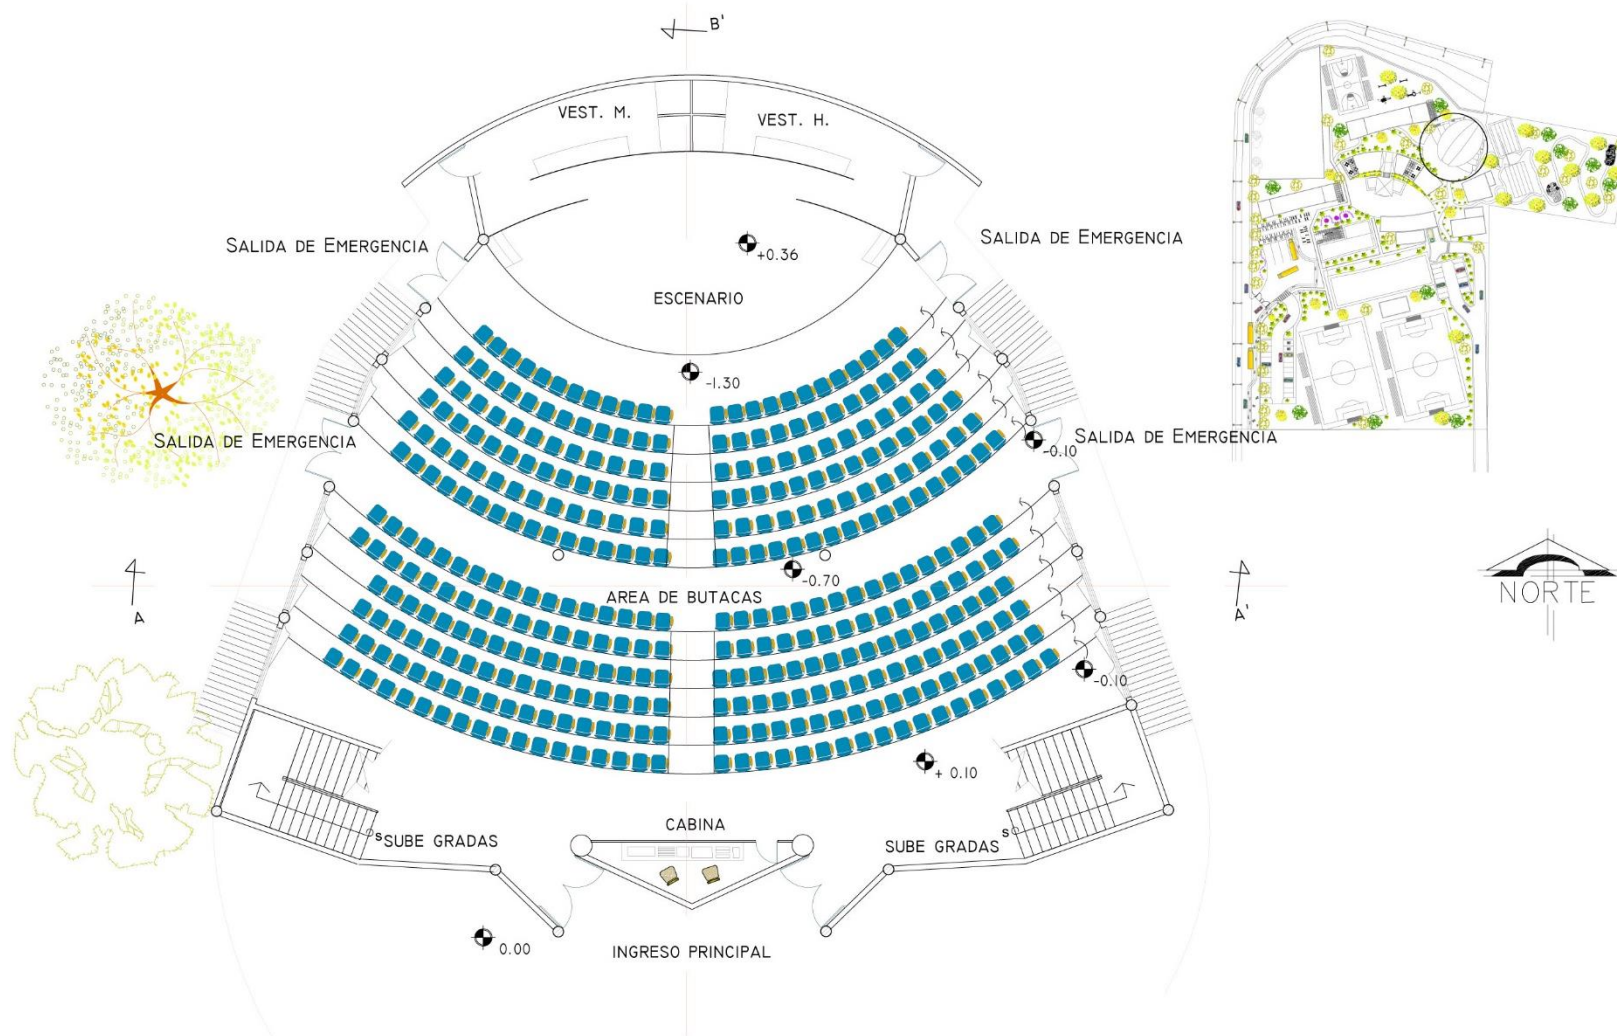 B'
VEST. M.
VEST. H.
SALIDA DE EMERGENCIA
SALIDA DE EMERGENCIA
+0.36
ESCENARIO
-1.30
SALIDA DE EMERGENCIA
SALIDA DE EMERGENCIA
-0.10
-0.70
AREA DE BUTACAS
NORTE
A
A'
-0.10
+ 0.10
CABINA
S
SUBE GRADAS
SUBE GRADAS
S
0.00
INGRESO PRINCIPAL